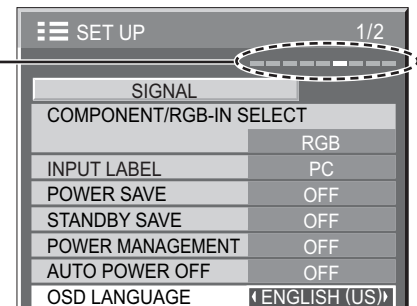 SET UP 1/2
SIGNAL
COMPONENT/RGB-IN SELECT
RGB
INPUT LABEL PC
POWER SAVE OFF
STANDBY SAVE OFF
POWER MANAGEMENT OFF
AUTO POWER OFF OFF
OSD LANGUAGE ENGLISH (US)